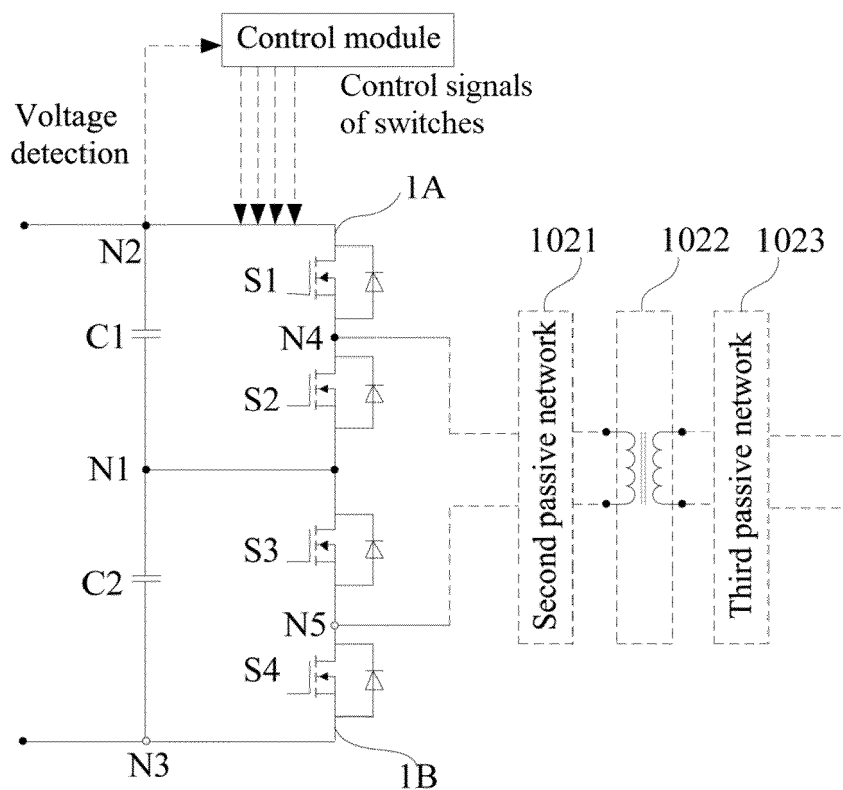 Control module
Control signals
of switches
Voltage
detection
1A
N2
S1
1021
1022
1023
C1
N4
S2
N1
Second passive network
Third passive network
S3
C2
N5
S4
N3
1B